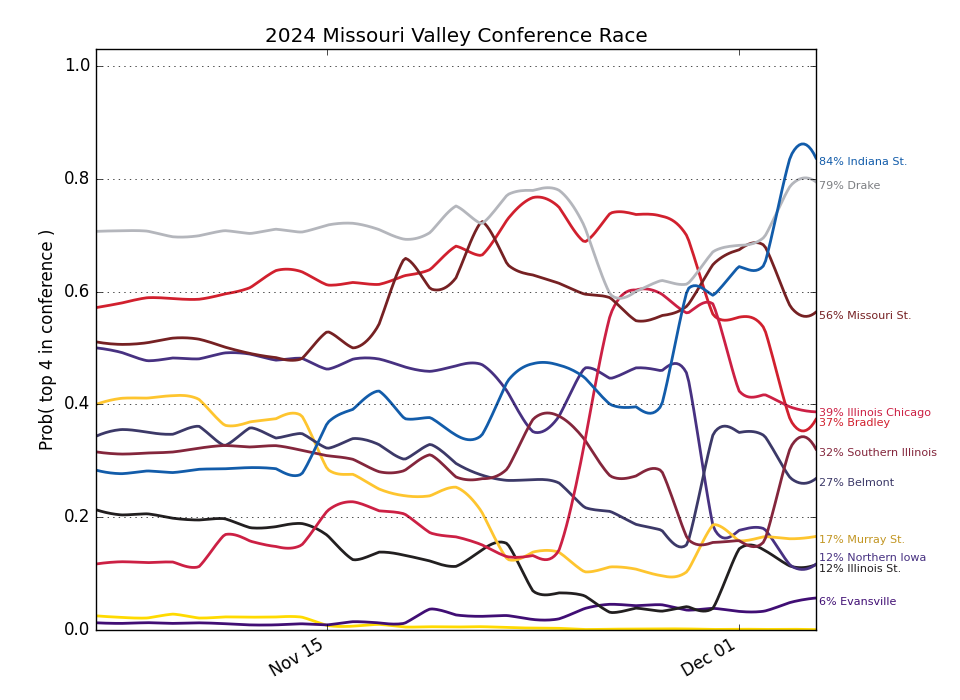 2024 Missouri Valley Conference Race
Prob( top 4 in conference )
1.0
0.8
0.6
0.4
0.2
0.0
Nov 15
Dec 01
84% Indiana St.
79% Drake
56% Missouri St.
39% Illinois Chicago
37% Bradley
32% Southern Illinois
27% Belmont
17% Murray St.
12% Northern Iowa
12% Illinois St.
6% Evansville